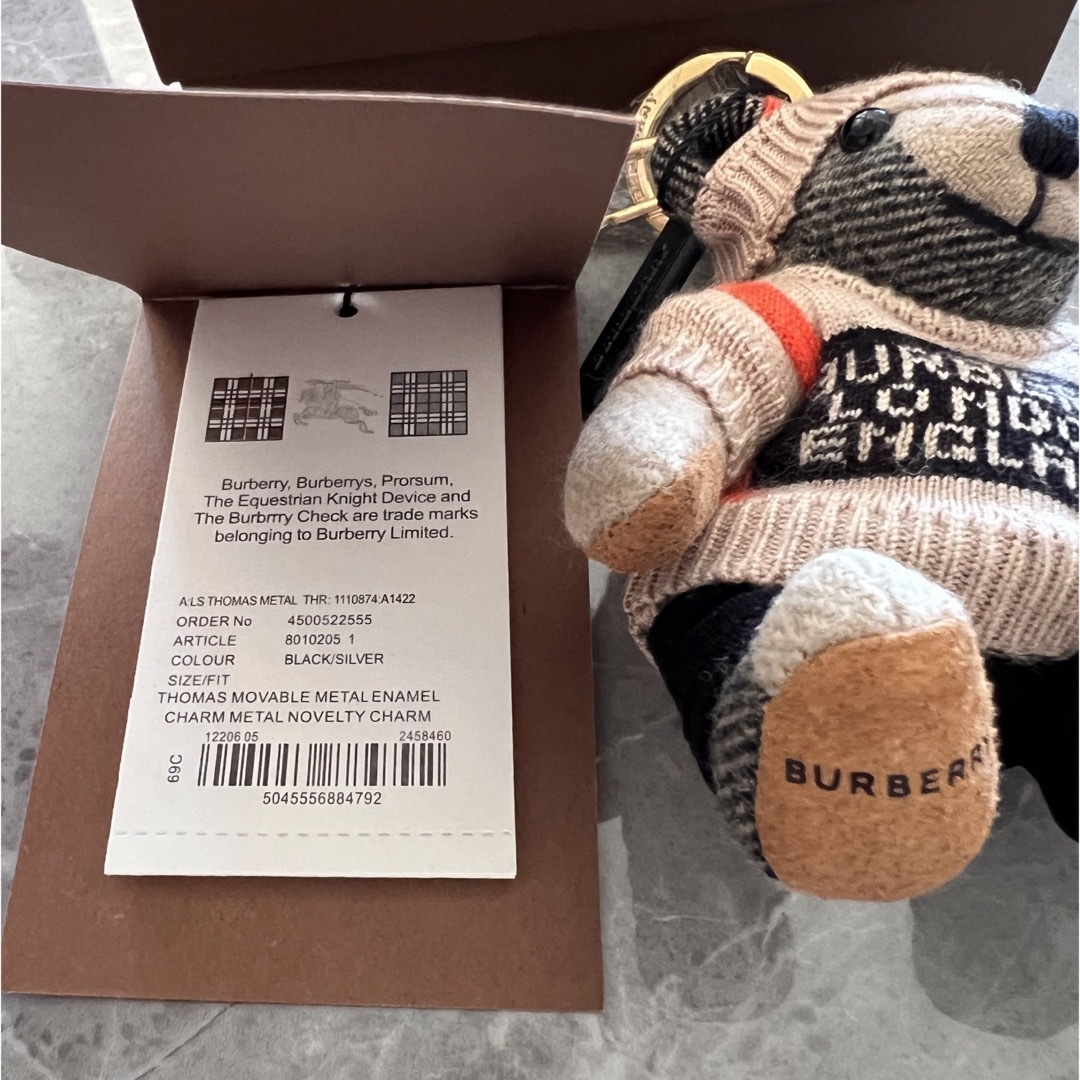 Burberry, Burberrys, Prorsum,
The Equestrian Knight Device and
The Burbrrry Check are trade marks
belonging to Burberry Limited.
A'LS THOMAS METAL THR: 1110874:A1422
ORDER No 4500522555
ARTICLE 8010205 1
COLOUR BLACK/SILVER
SIZE/FIT
THOMAS MOVABLE METAL ENAMEL
CHARM METAL NOVELTY CHARM
12206 05 2458460
69C
5045556884792
BURBE
LONDO
ENGLA
BURBERRY